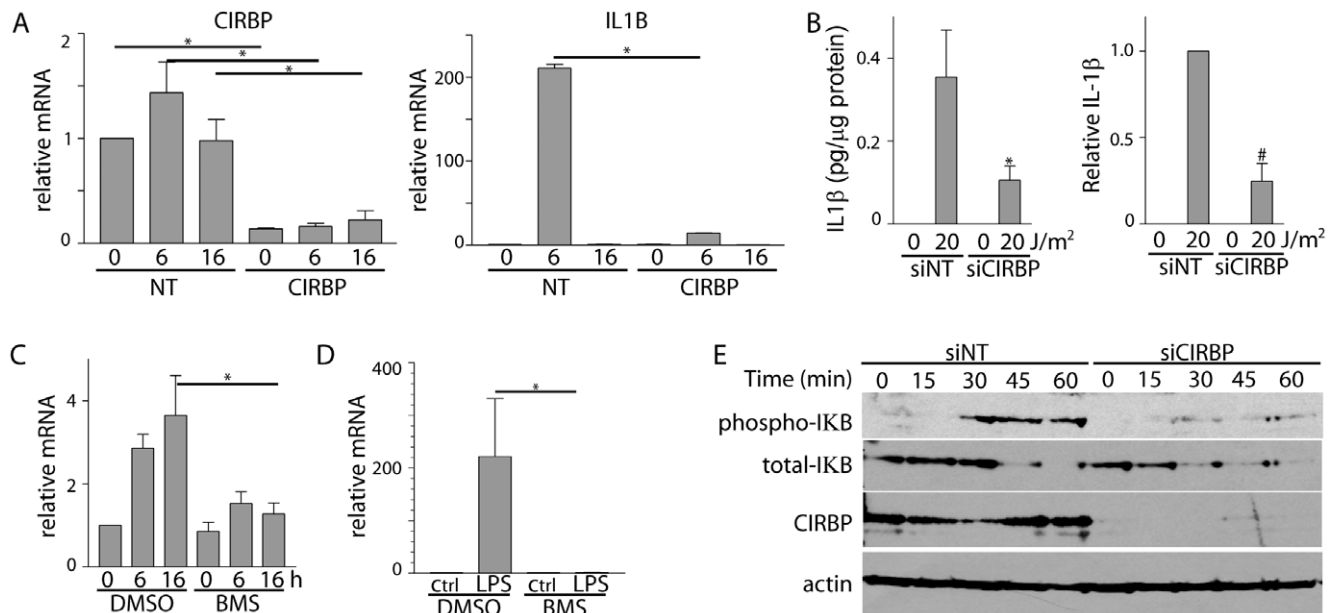 A
CIRBP
relative mRNA
2
1
0
*
*
*
0 6 16 0 6 16
NT CIRBP
IL1B
relative mRNA
200
150
100
50
0
*
0 6 16 0 6 16
NT CIRBP
B
IL1β (pg/μg protein)
0.4
0.2
0
*
0 20 0 20 J/m²
siNT siCIRBP
Relative IL-1β
1.0
0.5
0.0
#
0 20 0 20 J/m²
siNT siCIRBP
C
relative mRNA
4
2
0
*
0 6 16 0 6 16 h
DMSO BMS
D
relative mRNA
400
200
0
*
ctrl LPS ctrl LPS
DMSO BMS
E
siNT siCIRBP
Time (min) 0 15 30 45 60 0 15 30 45 60
phospho-IKB
total-IKB
CIRBP
actin